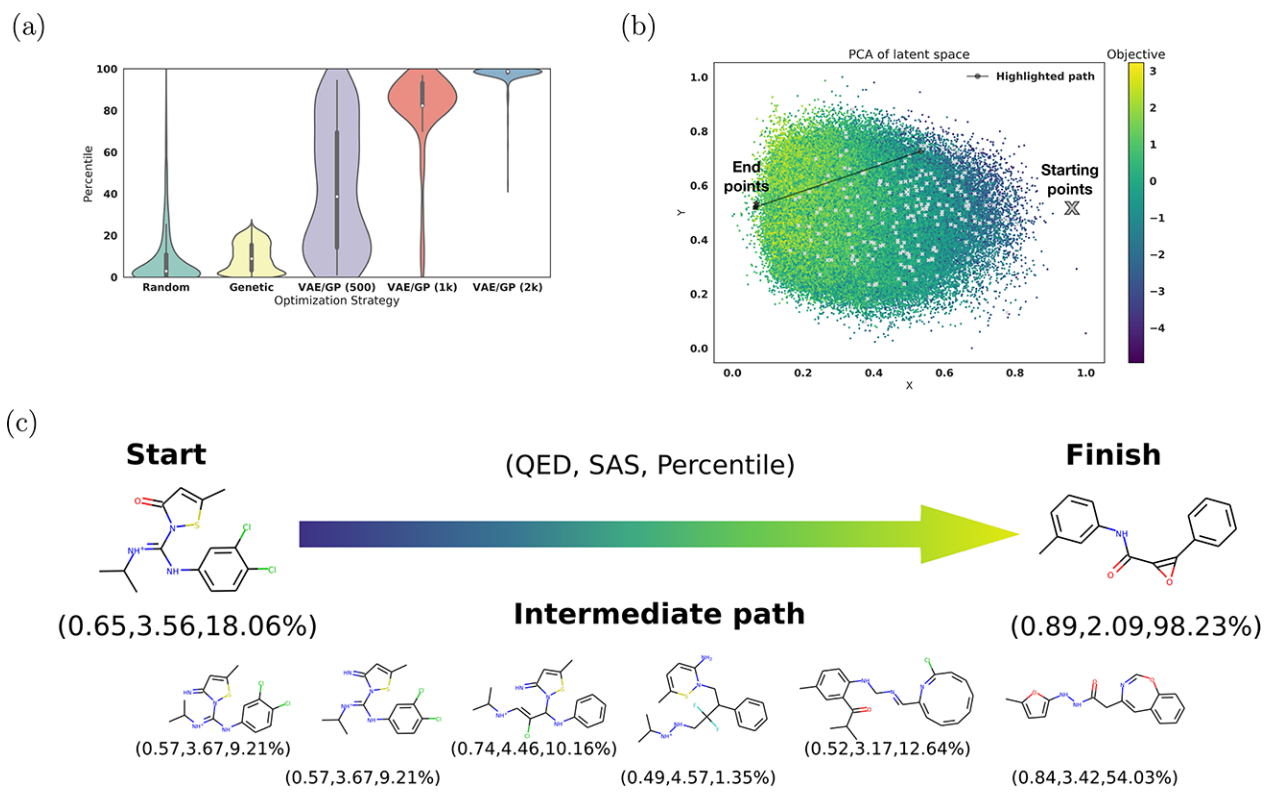 (a)
100
80
60
40
20
0
Percentile
Random Genetic VAE/GP (500) VAE/GP (1k) VAE/GP (2k)
Optimization Strategy
(b)
PCA of latent space
Objective
Highlighted path
End
points
Starting
points
X
1.0
0.8
0.6
0.4
0.2
0.0
Y
0.0 0.2 0.4 0.6 0.8 1.0
X
3
2
1
0
−1
−2
−3
−4
(c)
Start
(QED, SAS, Percentile)
Finish
O
N
S
NH+
NH
Cl
Cl
NH
O
O
(0.65,3.56,18.06%)
Intermediate path
(0.89,2.09,98.23%)
(0.57,3.67,9.21%)
(0.57,3.67,9.21%)
(0.74,4.46,10.16%)
(0.49,4.57,1.35%)
(0.52,3.17,12.64%)
(0.84,3.42,54.03%)